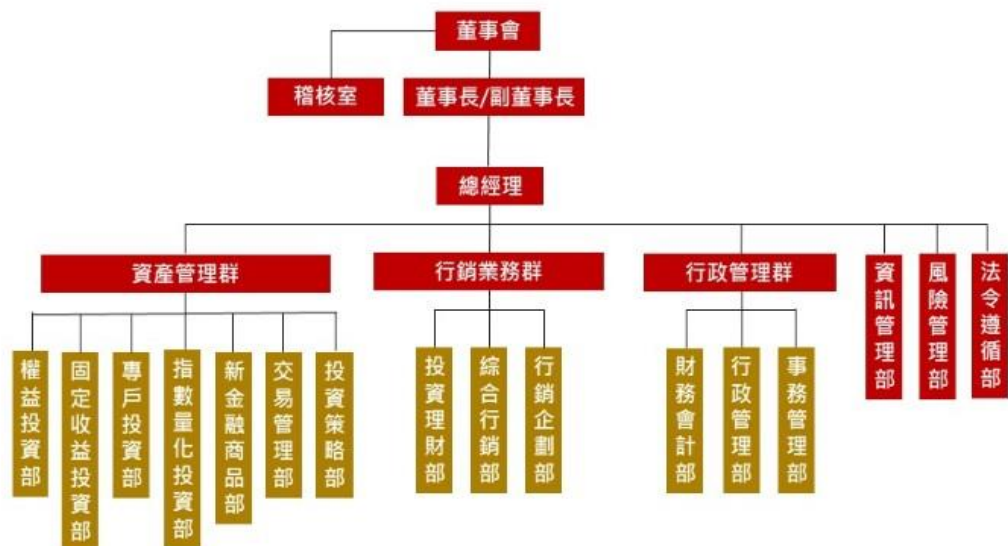 董事會
稽核室
董事長/副董事長
總經理
資產管理群
行銷業務群
行政管理群
資訊管理部
風險管理部
法令遵循部
權益投資部
固定收益投資部
專戶投資部
指數量化投資部
新金融商品部
交易管理部
投資策略部
投資理財部
綜合行銷部
行銷企劃部
財務會計部
行政管理部
事務管理部